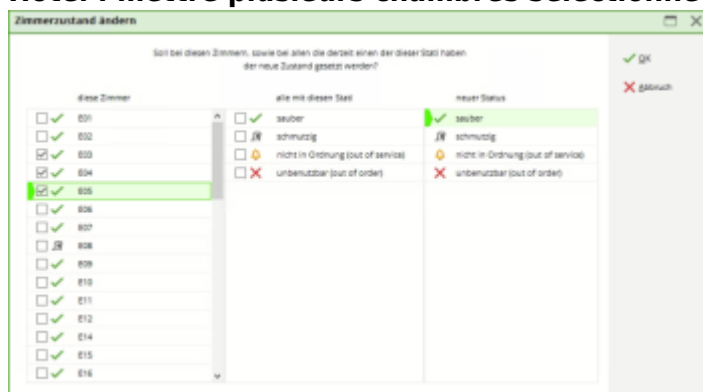 Hotel : mettre plusieurs chambres sélectionné
Zimmerzustand ändern
Soll bei diesen Zimmern, sowie bei allen die derzeit einen der dieser Stati haben
der neue Zustand gesetzt werden?
OK
Abbruch
diese Zimmer alle mit diesen Stati neuer Status
E01 sauber sauber
E02 schmutzig schmutzig
E03 nicht in Ordnung (out of service) nicht in Ordnung (out of service)
E04 unbenutzbar (out of order) unbenutzbar (out of order)
E05
E06
E07
E08
E09
E10
E11
E12
E14
E15
E16